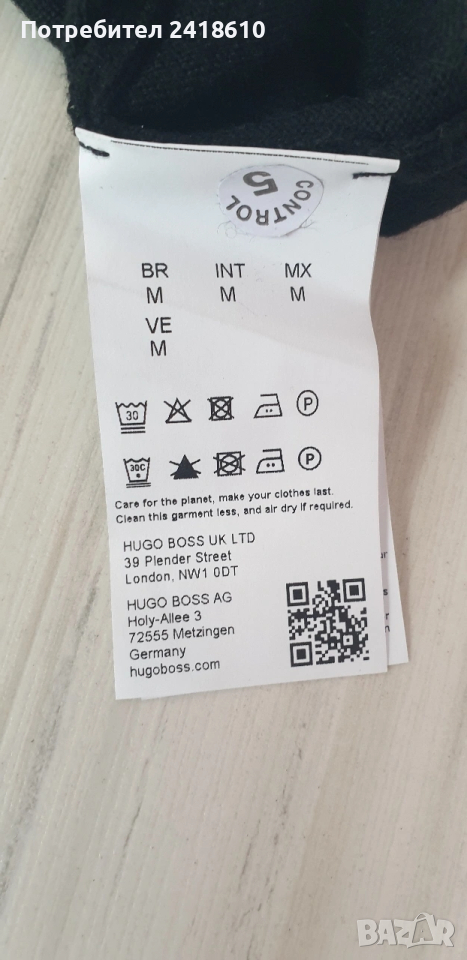 Потребител 2418610
CONTROL 5
BR INT MX
M M M
VE
M
30 P
30C P
Care for the planet, make your clothes last.
Clean this garment less, and air dry if required.
HUGO BOSS UK LTD
39 Plender Street
London, NW1 0DT
HUGO BOSS AG
Holy-Allee 3
72555 Metzingen
Germany
hugoboss.com
BAZAR